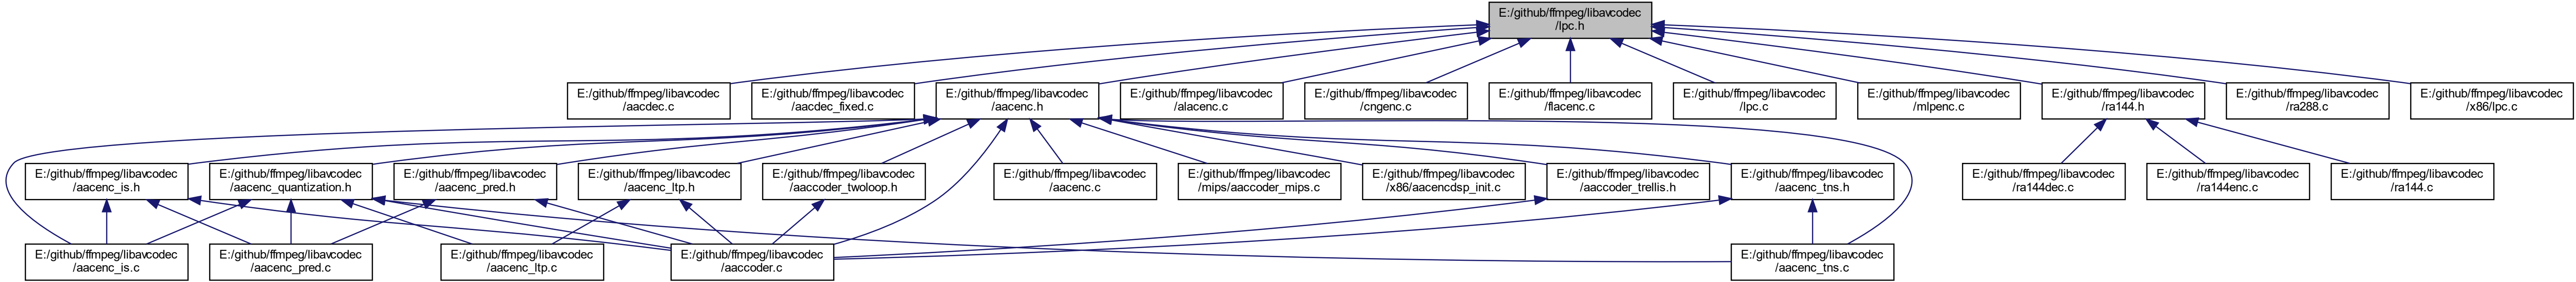 E:/github/ffmpeg/libavcodec
/lpc.h
E:/github/ffmpeg/libavcodec
/aacdec.c
E:/github/ffmpeg/libavcodec
/aacdec_fixed.c
E:/github/ffmpeg/libavcodec
/aacenc.h
E:/github/ffmpeg/libavcodec
/alacenc.c
E:/github/ffmpeg/libavcodec
/cngenc.c
E:/github/ffmpeg/libavcodec
/flacenc.c
E:/github/ffmpeg/libavcodec
/lpc.c
E:/github/ffmpeg/libavcodec
/mlpenc.c
E:/github/ffmpeg/libavcodec
/ra144.h
E:/github/ffmpeg/libavcodec
/ra288.c
E:/github/ffmpeg/libavcodec
/x86/lpc.c
E:/github/ffmpeg/libavcodec
/aacenc_is.h
E:/github/ffmpeg/libavcodec
/aacenc_quantization.h
E:/github/ffmpeg/libavcodec
/aacenc_pred.h
E:/github/ffmpeg/libavcodec
/aacenc_ltp.h
E:/github/ffmpeg/libavcodec
/aaccoder_twoloop.h
E:/github/ffmpeg/libavcodec
/aacenc.c
E:/github/ffmpeg/libavcodec
/mips/aaccoder_mips.c
E:/github/ffmpeg/libavcodec
/x86/aacencdsp_init.c
E:/github/ffmpeg/libavcodec
/aaccoder_trellis.h
E:/github/ffmpeg/libavcodec
/aacenc_tns.h
E:/github/ffmpeg/libavcodec
/ra144dec.c
E:/github/ffmpeg/libavcodec
/ra144enc.c
E:/github/ffmpeg/libavcodec
/ra144.c
E:/github/ffmpeg/libavcodec
/aacenc_is.c
E:/github/ffmpeg/libavcodec
/aacenc_pred.c
E:/github/ffmpeg/libavcodec
/aacenc_ltp.c
E:/github/ffmpeg/libavcodec
/aaccoder.c
E:/github/ffmpeg/libavcodec
/aacenc_tns.c